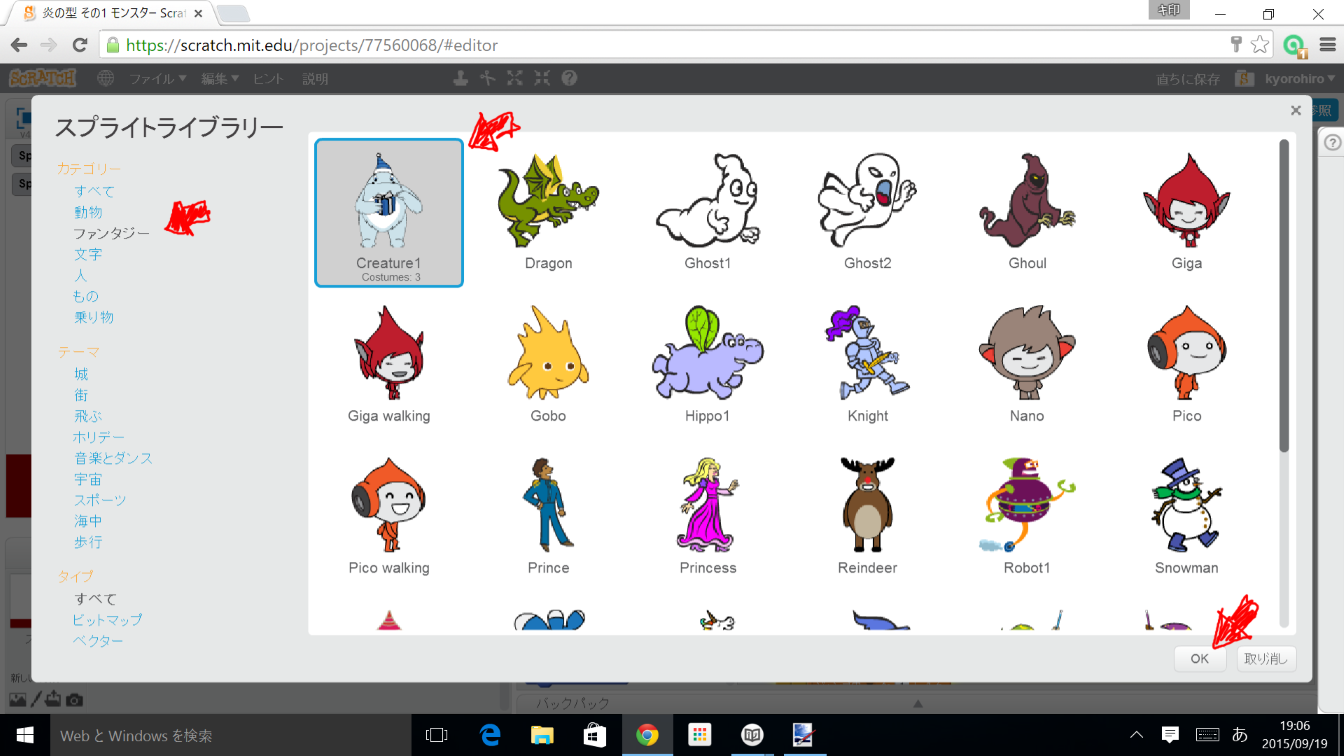 炎の型 その1 モンスター Scrat
キ印
https://scratch.mit.edu/projects/77560068/#editor
SCRATCH ファイル▼ 編集▼ ヒント 説明 直ちに保存 kyorohiro▼
スプライトライブラリー
参照
カテゴリー
すべて
動物
ファンタジー
文字
人
もの
乗り物
テーマ
城
街
飛ぶ
ホリデー
音楽とダンス
宇宙
スポーツ
海中
歩行
タイプ
すべて
ビットマップ
ベクター
Creature1
Costumes: 3
Dragon
Ghost1
Ghost2
Ghoul
Giga
Giga walking
Gobo
Hippo1
Knight
Nano
Pico
Pico walking
Prince
Princess
Reindeer
Robot1
Snowman
OK
取り消し
Sp
Sp
新し
バックパック
Web と Windows を検索
あ
19:06
2015/09/19